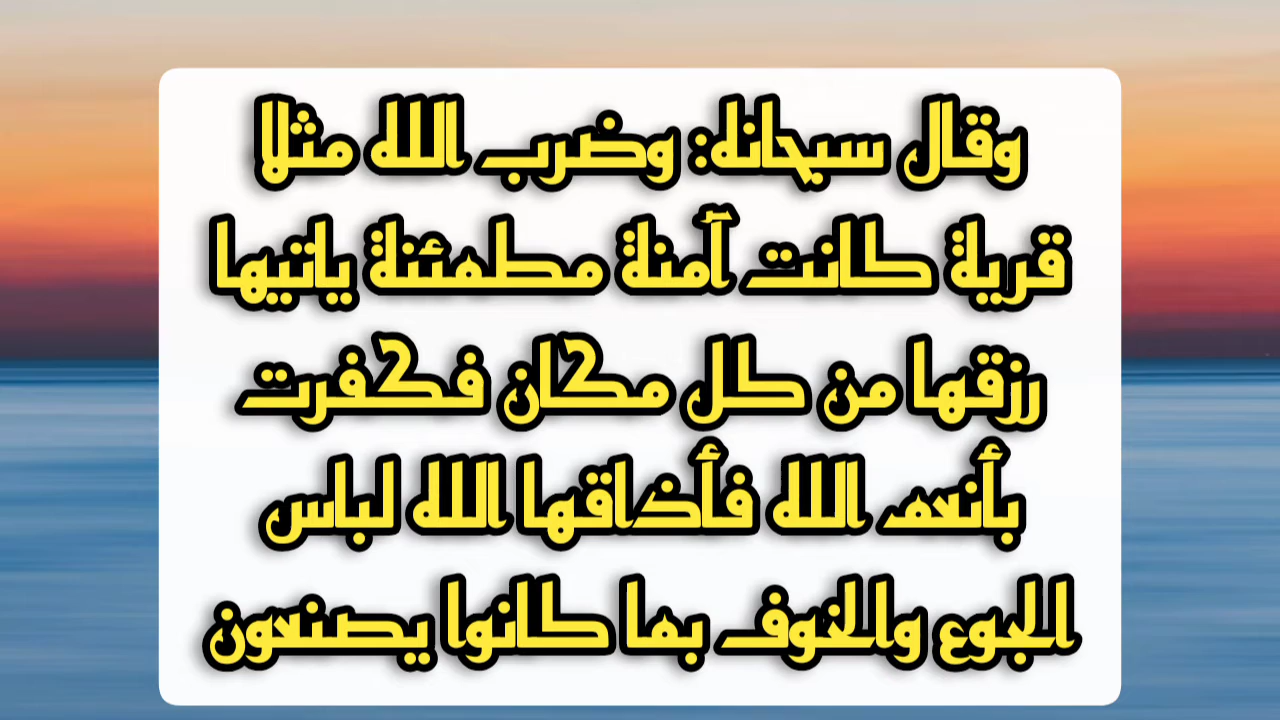 وقال سبحانه: وضرب الله مثلا
قرية كانت آمنة مطمئنة ياتيها
رزقها من كل مكان فكفرت
بأنعم الله فأذاقها الله لباس
الجوع والخوف بما كانوا يصنعون